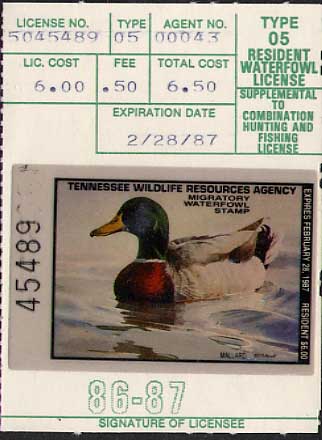 LICENSE NO. TYPE AGENT NO.
5045489 05 00043
LIC. COST FEE TOTAL COST
6.00 .50 6.50
EXPIRATION DATE
2/28/87
TYPE
05
RESIDENT
WATERFOWL
LICENSE
SUPPLEMENTAL
TO
COMBINATION
HUNTING AND
FISHING
LICENSE
45489
TENNESSEE WILDLIFE RESOURCES AGENCY
MIGRATORY
WATERFOWL
STAMP
EXPIRES FEBRUARY 28, 1987 RESIDENT $6.00
MALLARD
86-87
SIGNATURE OF LICENSEE